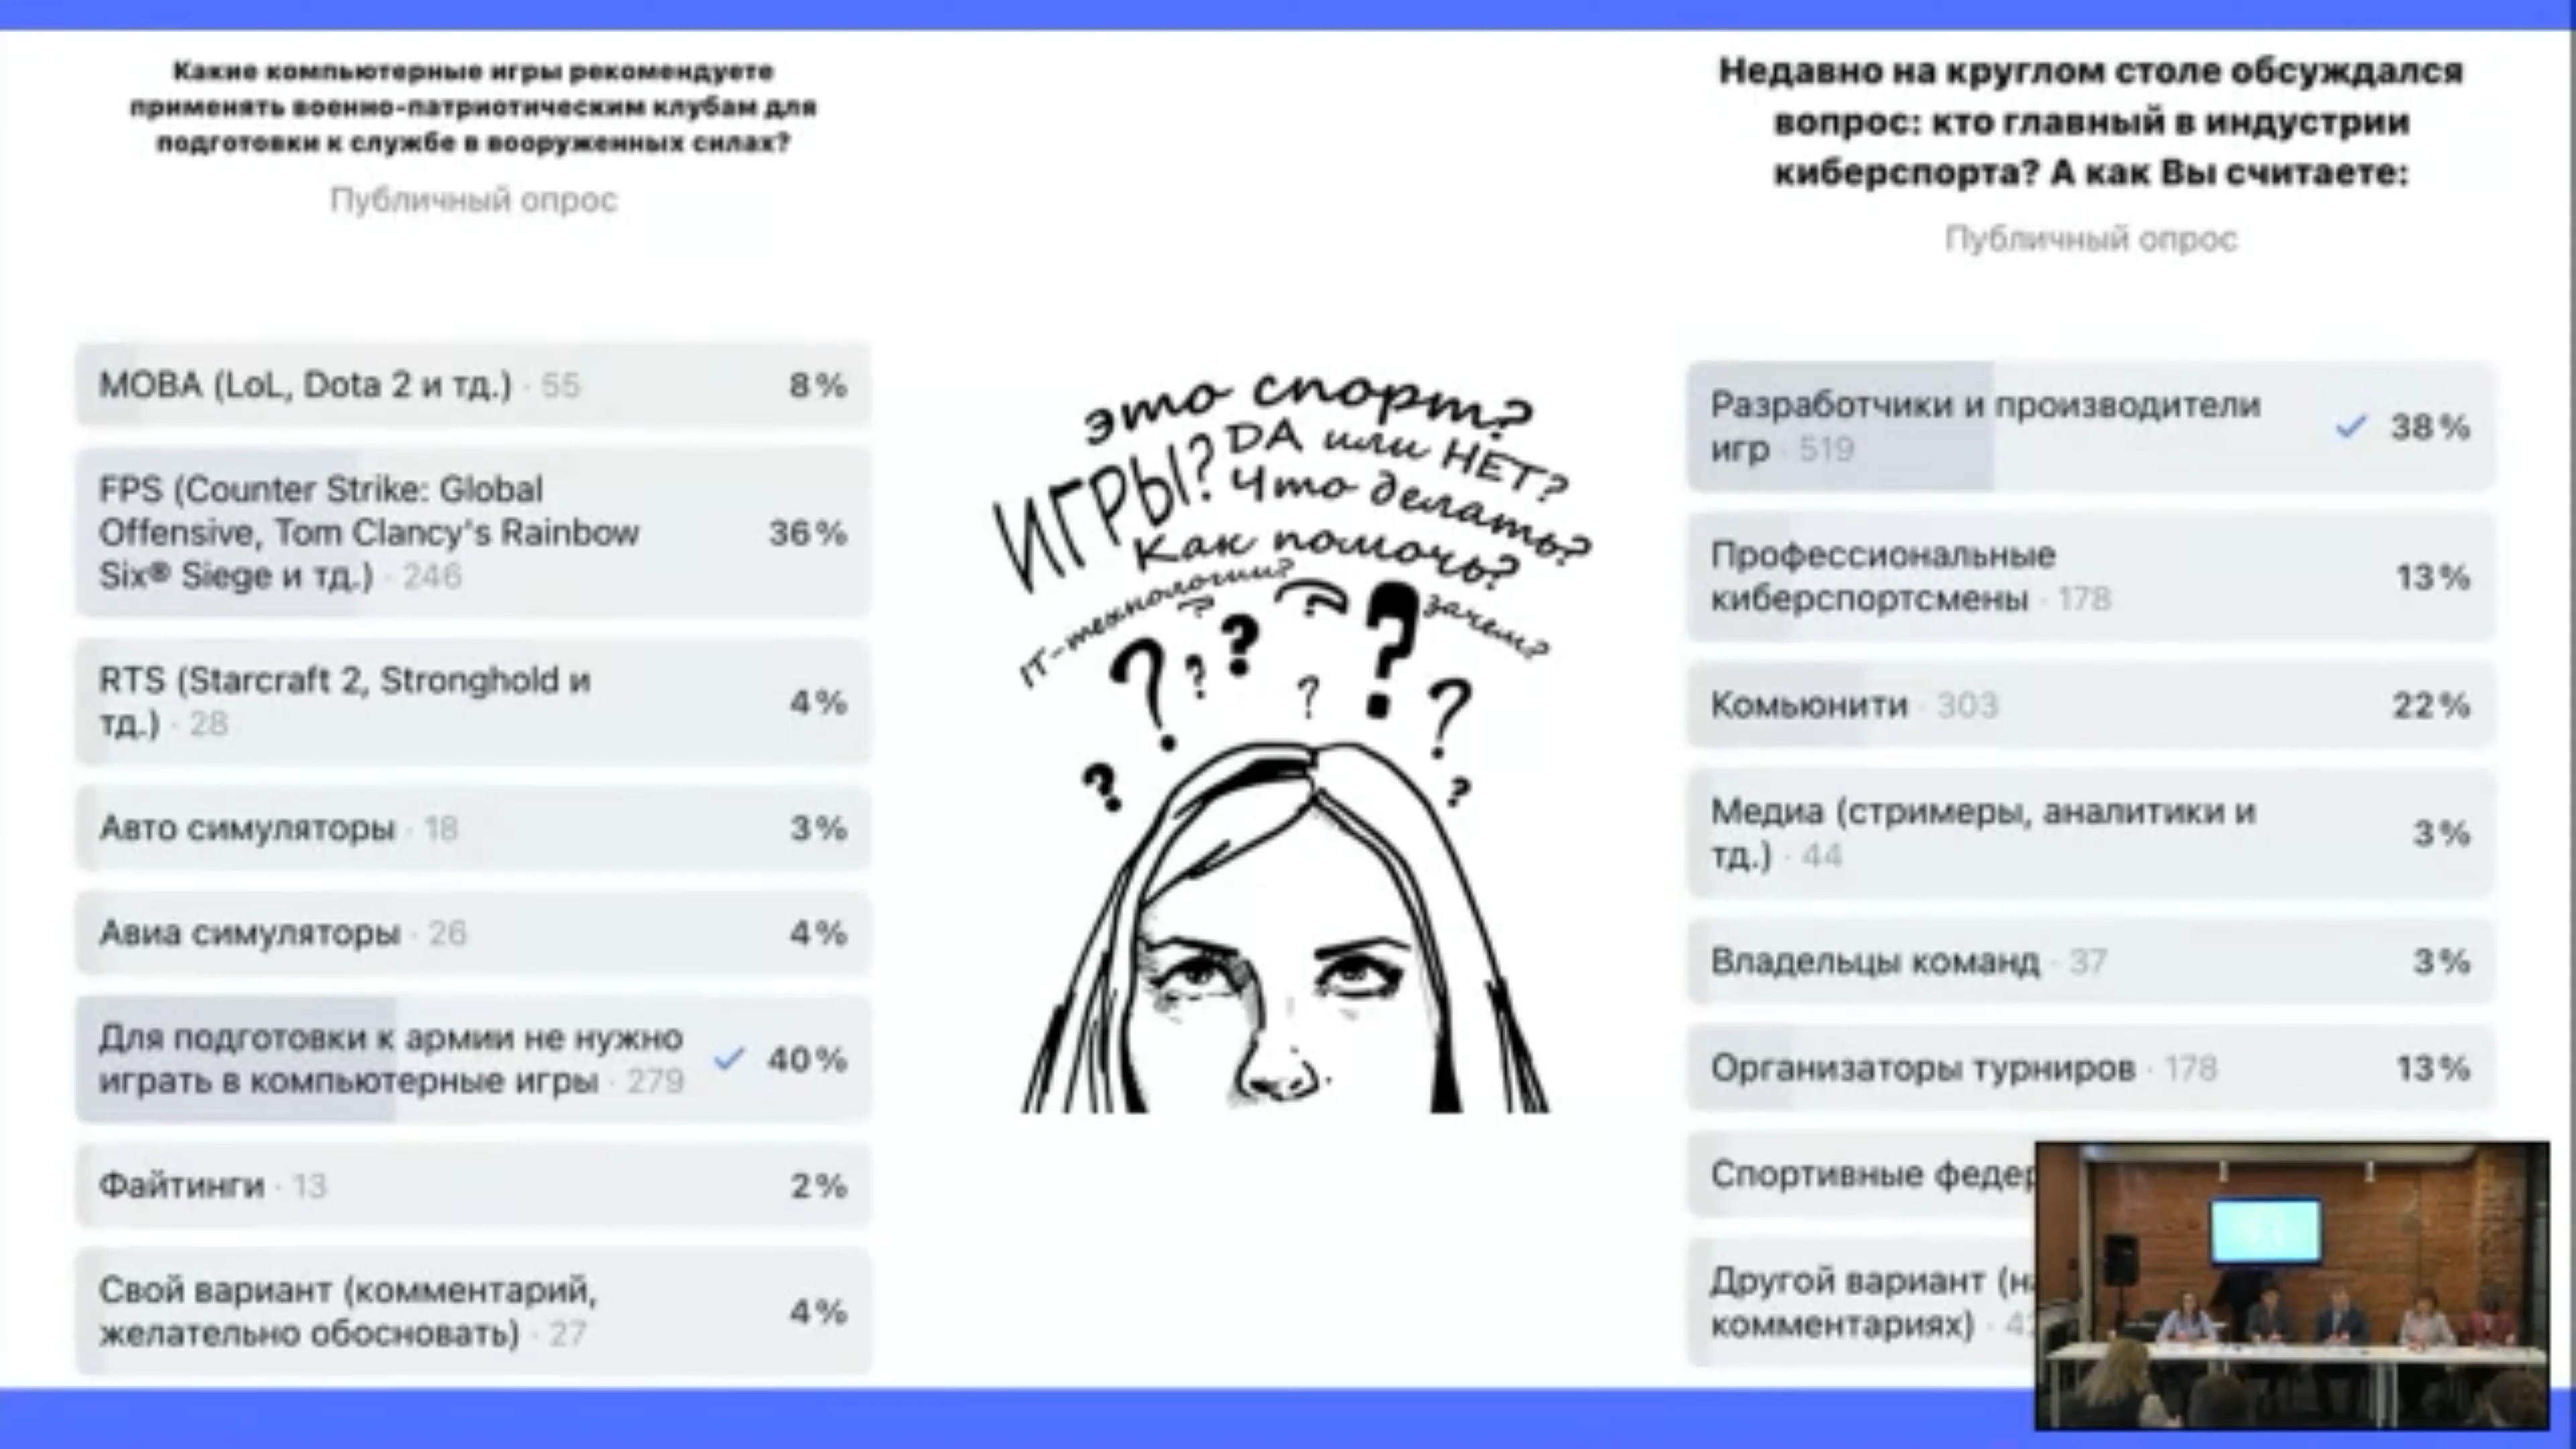 Какие компьютерные игры рекомендуете
применять военно-патриотическим клубам для
подготовки к службе в вооруженных силах?
Публичный опрос
MOBA (LoL, Dota 2 и тд.) · 55
8%
FPS (Counter Strike: Global
Offensive, Tom Clancy's Rainbow
Six® Siege и тд.) · 246
36%
RTS (Starcraft 2, Stronghold и
тд.) · 28
4%
Авто симуляторы · 18
3%
Авиа симуляторы · 26
4%
Для подготовки к армии не нужно
играть в компьютерные игры · 279
40%
Файтинги · 13
2%
Свой вариант (комментарий,
желательно обосновать) · 27
4%
это спорт?
ИГРЫ?
DА или НЕТ?
Что делать?
Как помочь?
IT-технологии?
зачем?
Недавно на круглом столе обсуждался
вопрос: кто главный в индустрии
киберспорта? А как Вы считаете:
Публичный опрос
Разработчики и производители
игр · 519
38%
Профессиональные
киберспортсмены · 178
13%
Комьюнити · 303
22%
Медиа (стримеры, аналитики и
тд.) · 44
3%
Владельцы команд · 37
3%
Организаторы турниров · 178
13%
Спортивные
Другой вариант
комментариях)